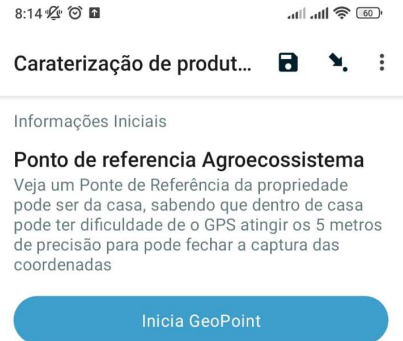 8:14
60
Caraterização de produt...
Informações Iniciais
Ponto de referencia Agroecossistema
Veja um Ponte de Referência da propriedade
pode ser da casa, sabendo que dentro de casa
pode ter dificuldade de o GPS atingir os 5 metros
de precisão para pode fechar a captura das
coordenadas
Inicia GeoPoint